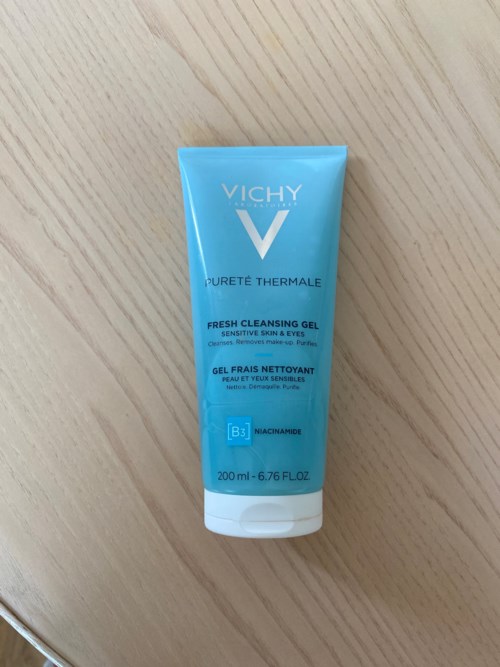 VICHY
LABORATOIRES
V
PURETÉ THERMALE
FRESH CLEANSING GEL
SENSITIVE SKIN & EYES
Cleanses. Removes make-up. Purifies.
GEL FRAIS NETTOYANT
PEAU ET YEUX SENSIBLES
Nettoie. Démaquille. Purifie.
[B3] NIACINAMIDE
200 ml - 6.76 FL.OZ.